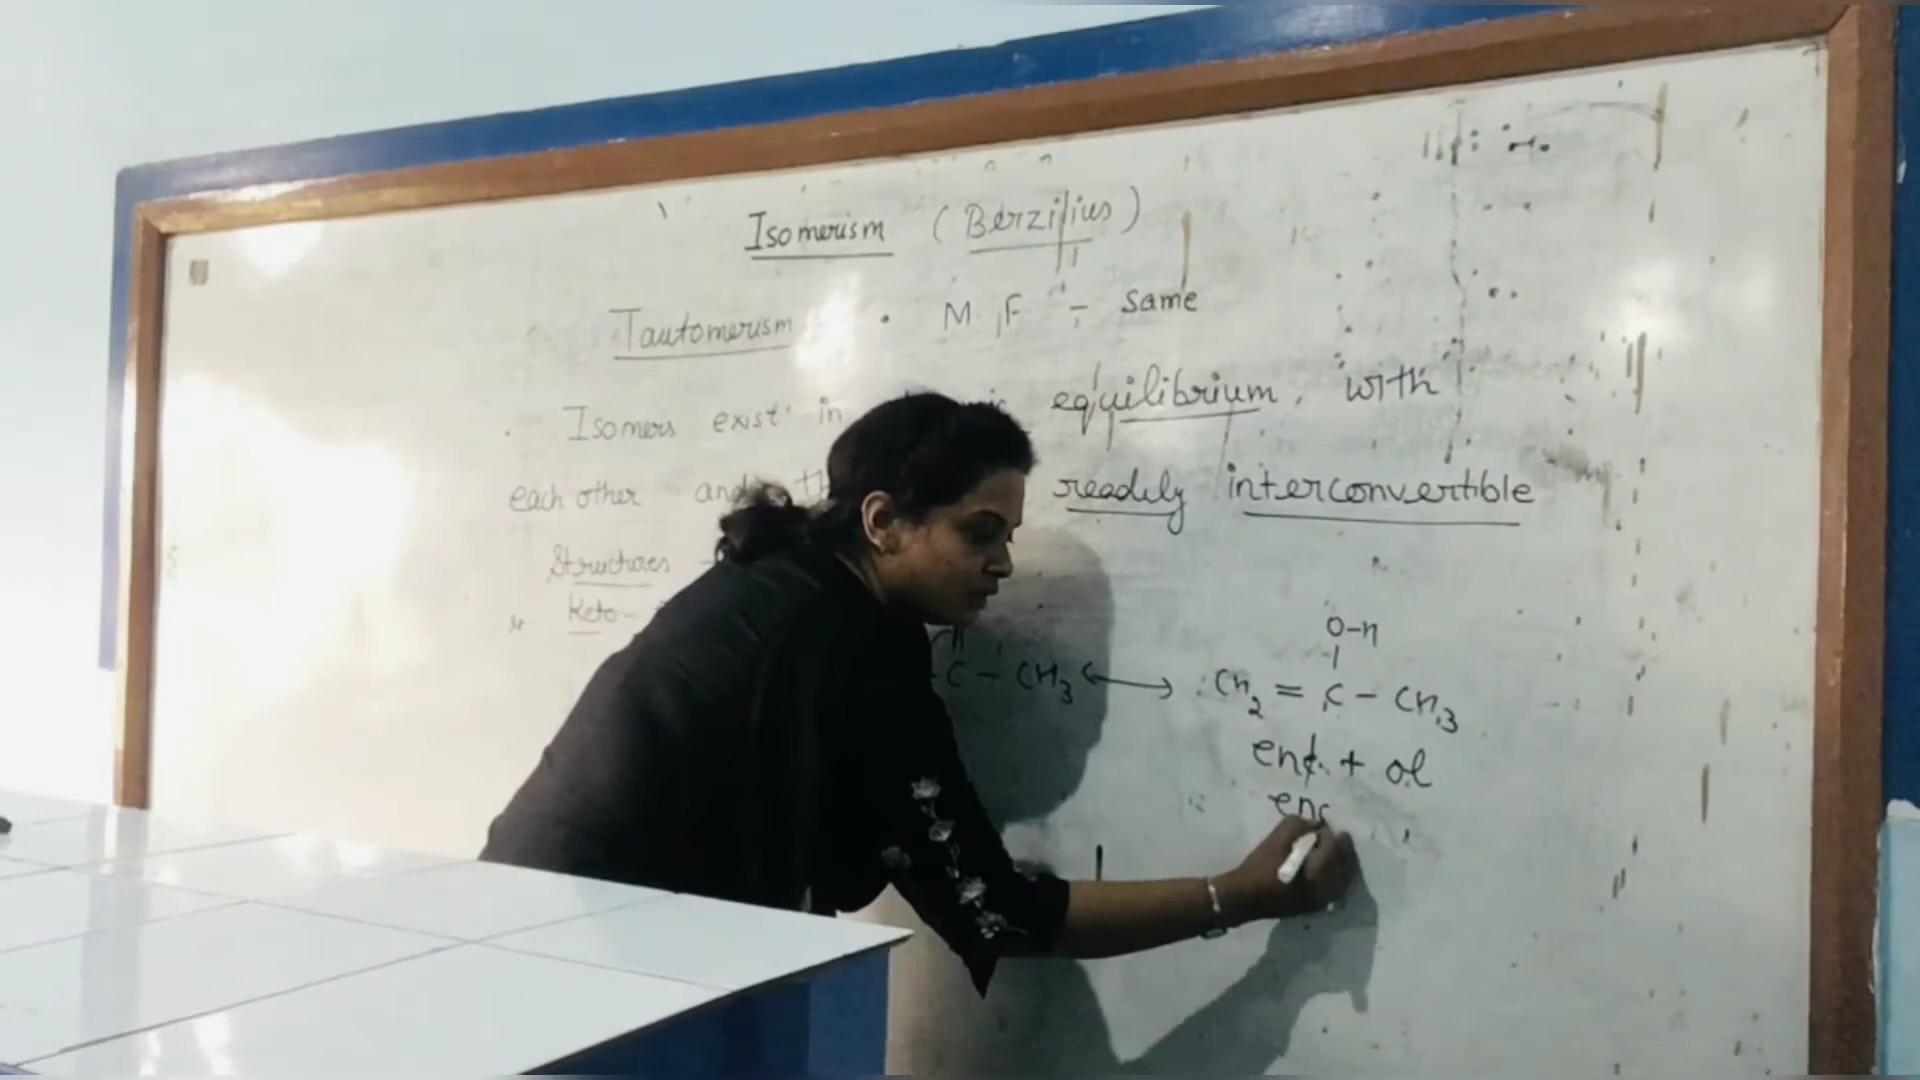 Isomerism (Berzilius)
Tautomerism • M.F - same
• Isomers exist in equilibrium with
each other and readily interconvertible
Structures
Keto-
O-H
C - CH3 ⟷ CH2 = C - CH3
ene + ol
eno